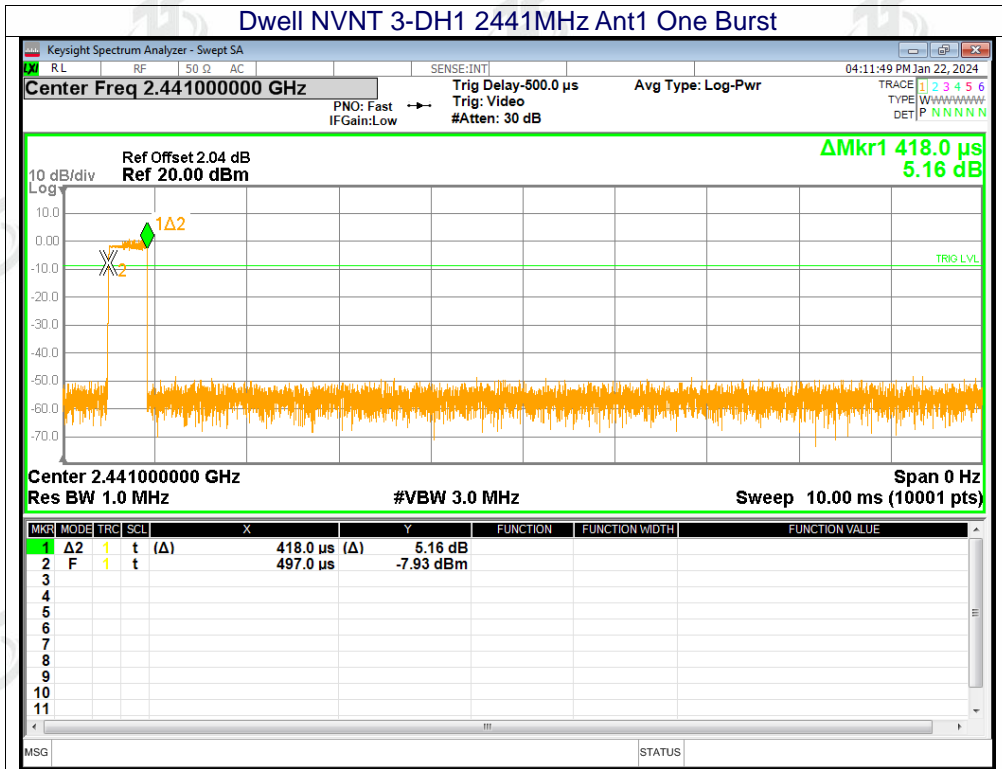 Dwell NVNT 3-DH1 2441MHz Ant1 One Burst
Keysight Spectrum Analyzer - Swept SA
LXI RL RF 50 Ω AC SENSE:INT 04:11:49 PM Jan 22, 2024
Center Freq 2.441000000 GHz
PNO: Fast
IFGain:Low
Trig Delay-500.0 µs
Trig: Video
#Atten: 30 dB
Avg Type: Log-Pwr
TRACE 1 2 3 4 5 6
TYPE WWWWWWW
DET P N N N N N
ΔMkr1 418.0 µs
5.16 dB
Ref Offset 2.04 dB
10 dB/div Ref 20.00 dBm
Log
10.0
0.00
-10.0
-20.0
-30.0
-40.0
-50.0
-60.0
-70.0
1Δ2
2
TRIG LVL
Center 2.441000000 GHz Span 0 Hz
Res BW 1.0 MHz #VBW 3.0 MHz Sweep 10.00 ms (10001 pts)
MKR MODE TRC SCL X Y FUNCTION FUNCTION WIDTH FUNCTION VALUE
1 Δ2 1 t (Δ) 418.0 µs (Δ) 5.16 dB
2 F 1 t 497.0 µs -7.93 dBm
3
4
5
6
7
8
9
10
11
MSG STATUS